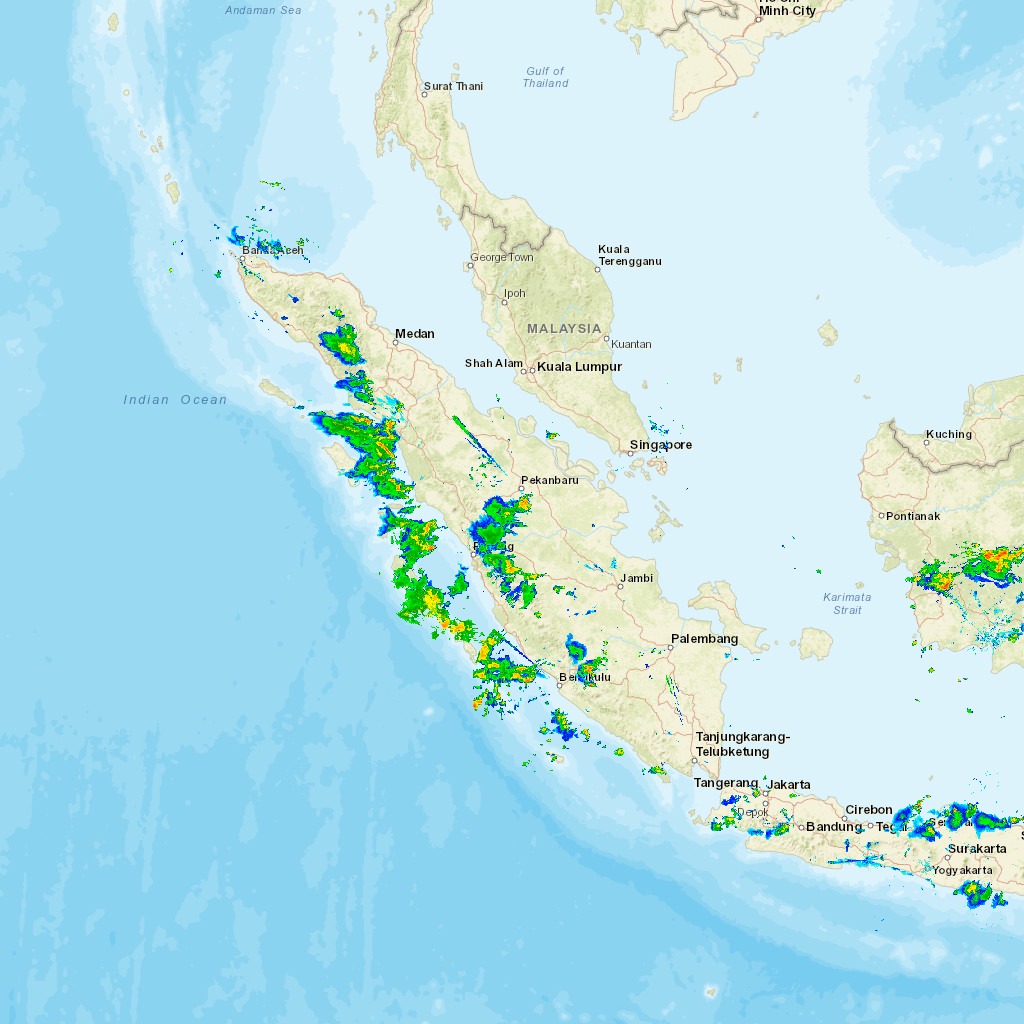 Andaman Sea
Minh City
Gulf of
Thailand
Surat Thani
Banda Aceh
George Town
Kuala
Terengganu
Ipoh
MALAYSIA
Kuantan
Medan
Shah Alam
Kuala Lumpur
Indian Ocean
Singapore
Kuching
Pekanbaru
Pontianak
Jambi
Karimata
Strait
Palembang
Bengkulu
Tanjungkarang-
Telubketung
Tangerang
Jakarta
Depok
Cirebon
Bandung
Tegal
Surakarta
Yogyakarta